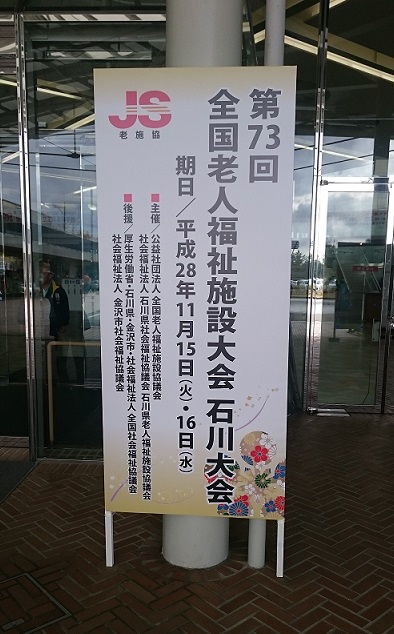 JS
老施協
第73回
全国老人福祉施設大会 石川大会
期日／平成28年11月15日(火)・16日(水)
■主催／公益社団法人 全国老人福祉施設協議会
社会福祉法人 石川県社会福祉協議会 石川県老人福祉施設協議会
■後援／厚生労働省・石川県・金沢市・社会福祉法人 全国社会福祉協議会
社会福祉法人 金沢市社会福祉協議会